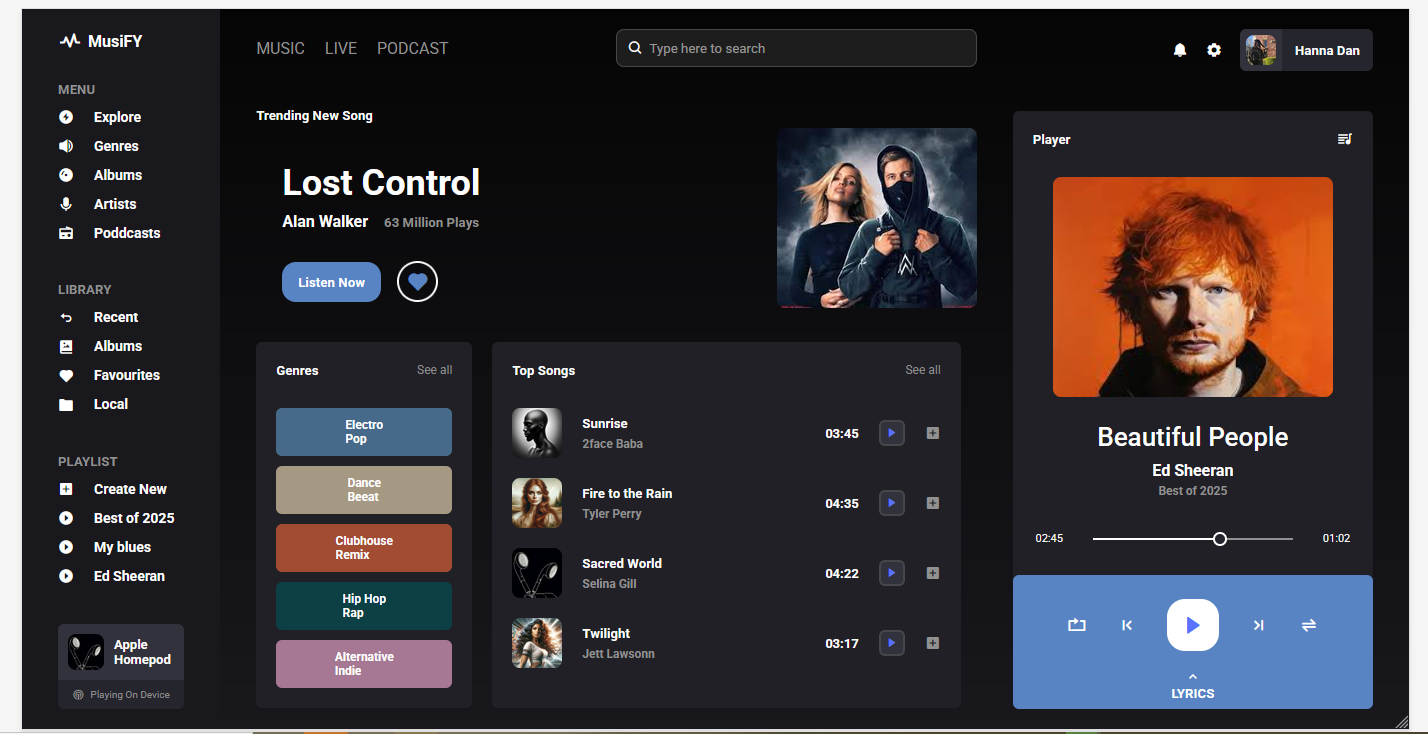 MusiFY
MENU
Explore
Genres
Albums
Artists
Poddcasts
LIBRARY
Recent
Albums
Favourites
Local
PLAYLIST
Create New
Best of 2025
My blues
Ed Sheeran
Apple
Homepod
Playing On Device
MUSIC LIVE PODCAST
Type here to search
Hanna Dan
Trending New Song
Lost Control
Alan Walker 63 Million Plays
Listen Now
Genres See all
Electro
Pop
Dance
Beeat
Clubhouse
Remix
Hip Hop
Rap
Alternative
Indie
Top Songs See all
Sunrise
2face Baba
03:45
Fire to the Rain
Tyler Perry
04:35
Sacred World
Selina Gill
04:22
Twilight
Jett Lawsonn
03:17
Player
Beautiful People
Ed Sheeran
Best of 2025
02:45 01:02
LYRICS